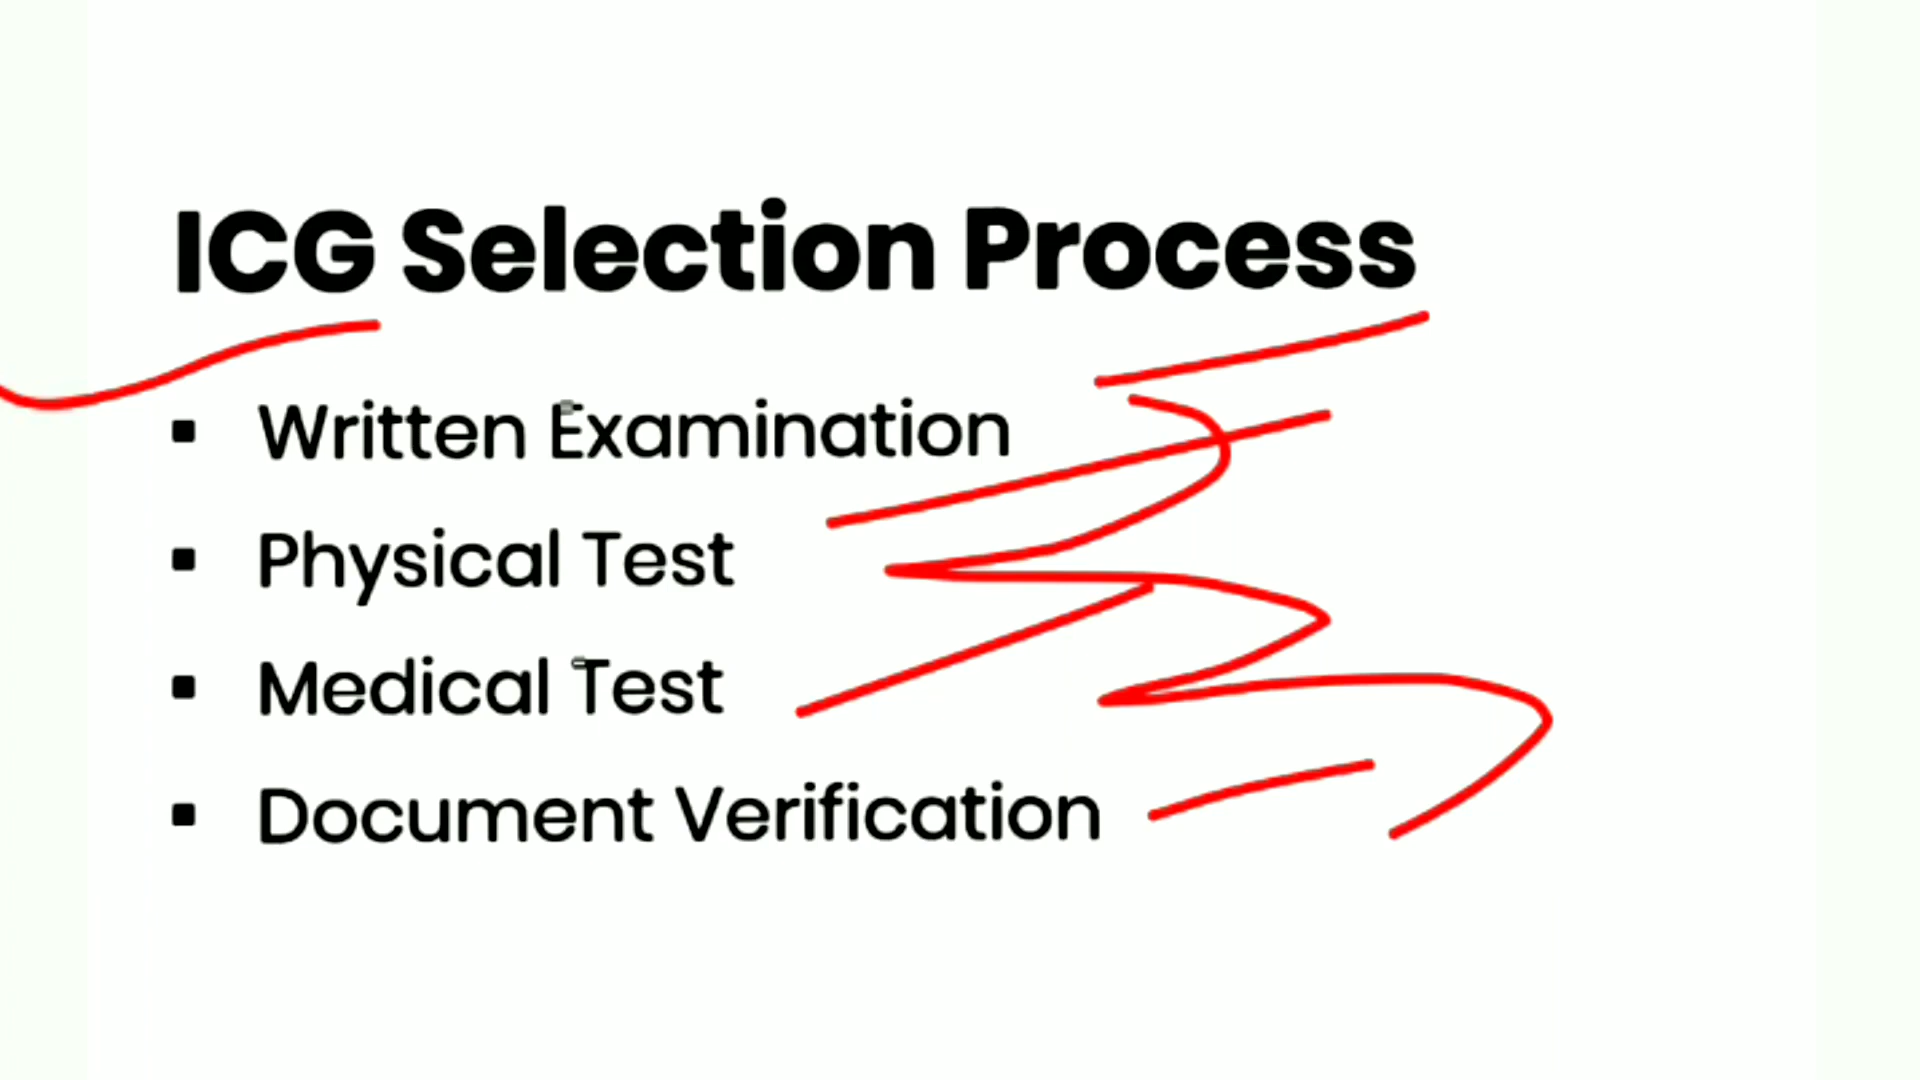 ICG Selection Process
▪ Written Examination
▪ Physical Test
▪ Medical Test
▪ Document Verification